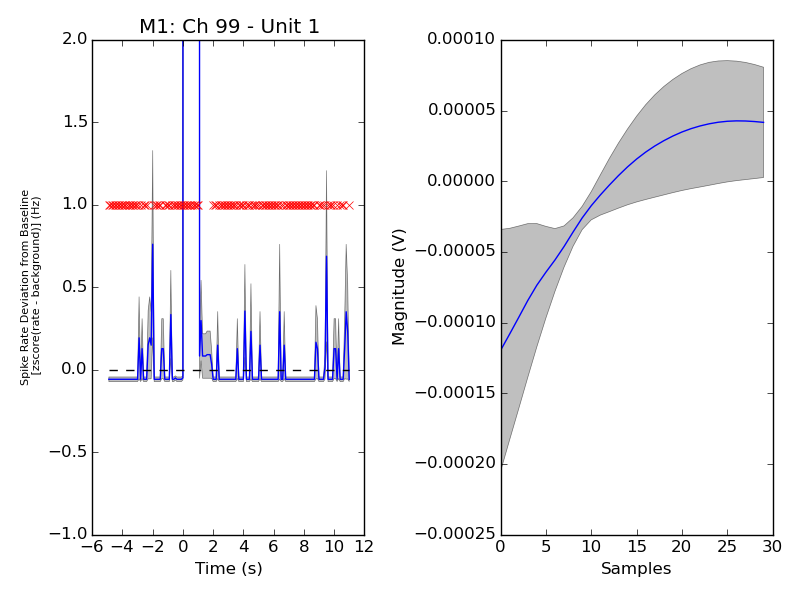 M1: Ch 99 - Unit 1
2.0
1.5
1.0
0.5
0.0
−0.5
−1.0
−6 −4 −2 0 2 4 6 8 10 12
Time (s)
Spike Rate Deviation from Baseline
[zscore(rate - background)] (Hz)
0.00010
0.00005
0.00000
−0.00005
−0.00010
−0.00015
−0.00020
−0.00025
0 5 10 15 20 25 30
Samples
Magnitude (V)